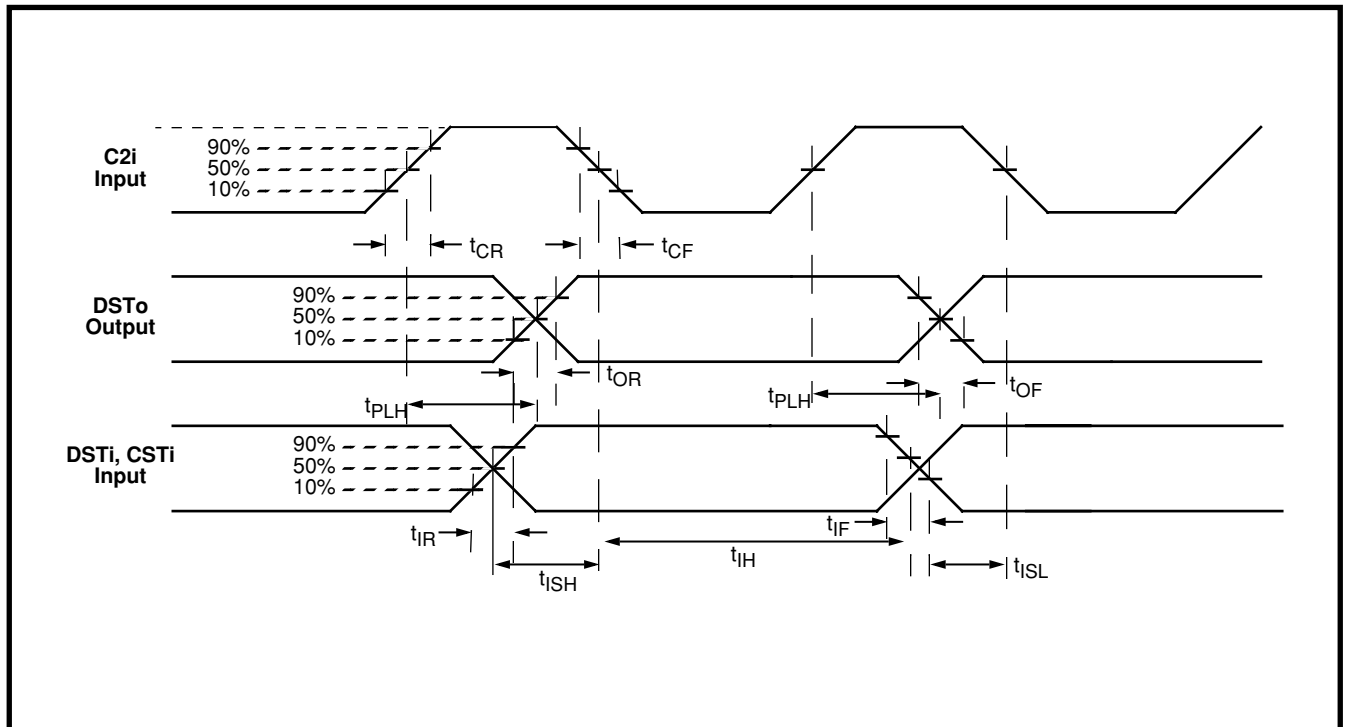 C2i
Input
90%
50%
10%
tCR
tCF
DSTo
Output
90%
50%
10%
tOR
tPLH
tPLH
tOF
DSTi, CSTi
Input
90%
50%
10%
tIR
tISH
tIH
tIF
tISL